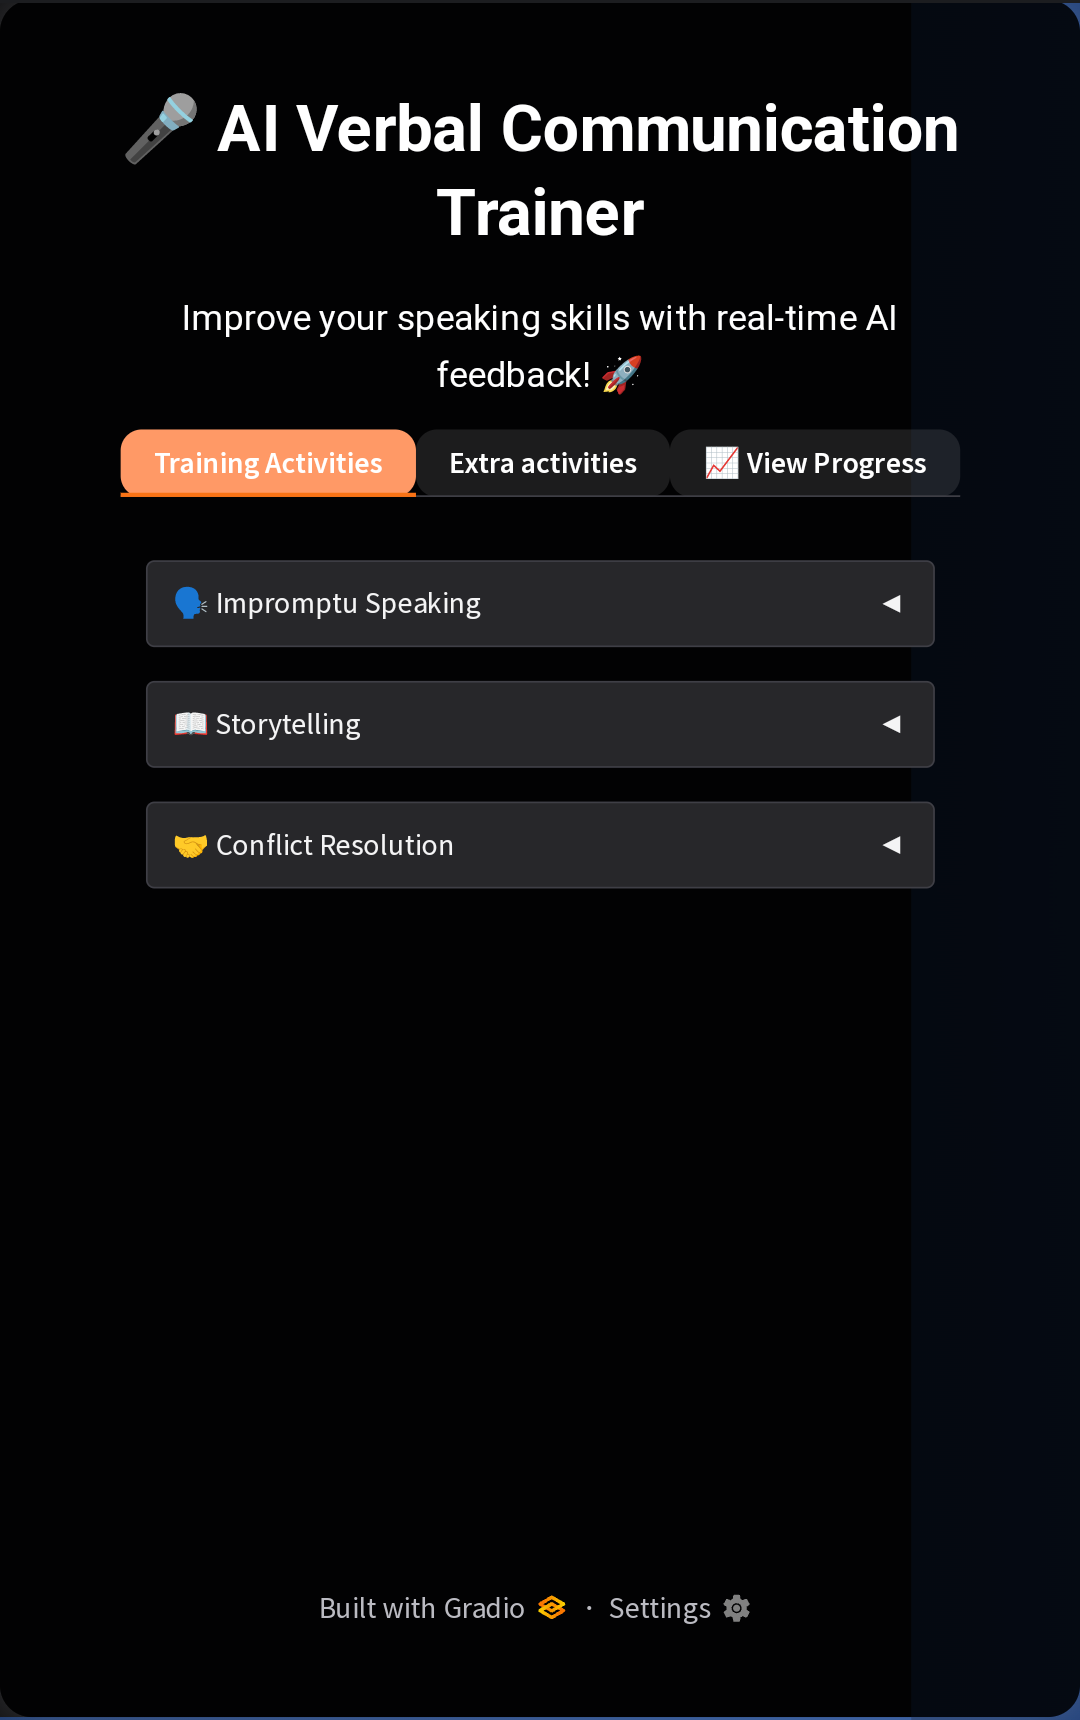 🎤 AI Verbal Communication
Trainer
Improve your speaking skills with real-time AI
feedback! 🚀
Training Activities Extra activities 📈 View Progress
🗣️ Impromptu Speaking ◀
📖 Storytelling ◀
🤝 Conflict Resolution ◀
Built with Gradio · Settings